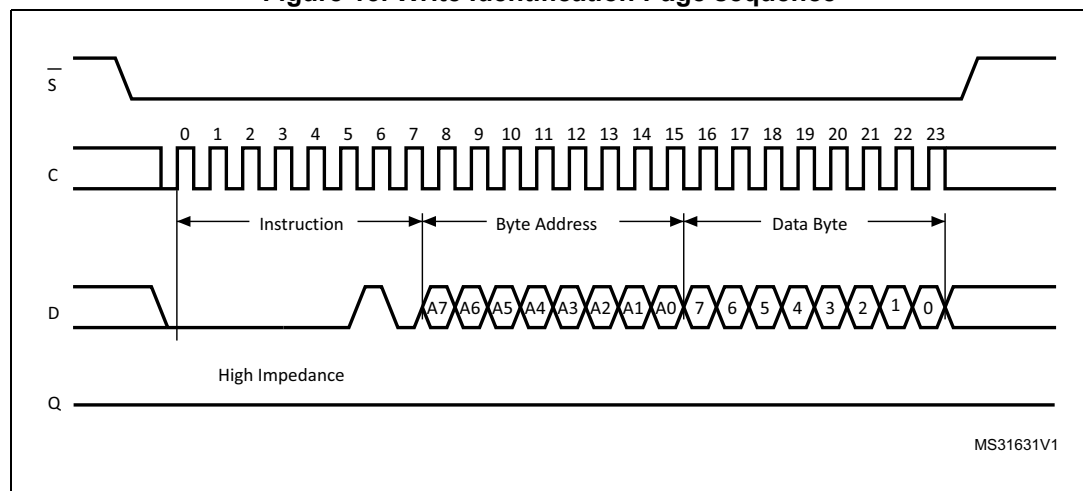 Figure 13. Write Identification Page sequence
S
0 1 2 3 4 5 6 7 8 9 10 11 12 13 14 15 16 17 18 19 20 21 22 23
C
Instruction Byte Address Data Byte
D A7 A6 A5 A4 A3 A2 A1 A0 7 6 5 4 3 2 1 0
High Impedance
Q
MS31631V1